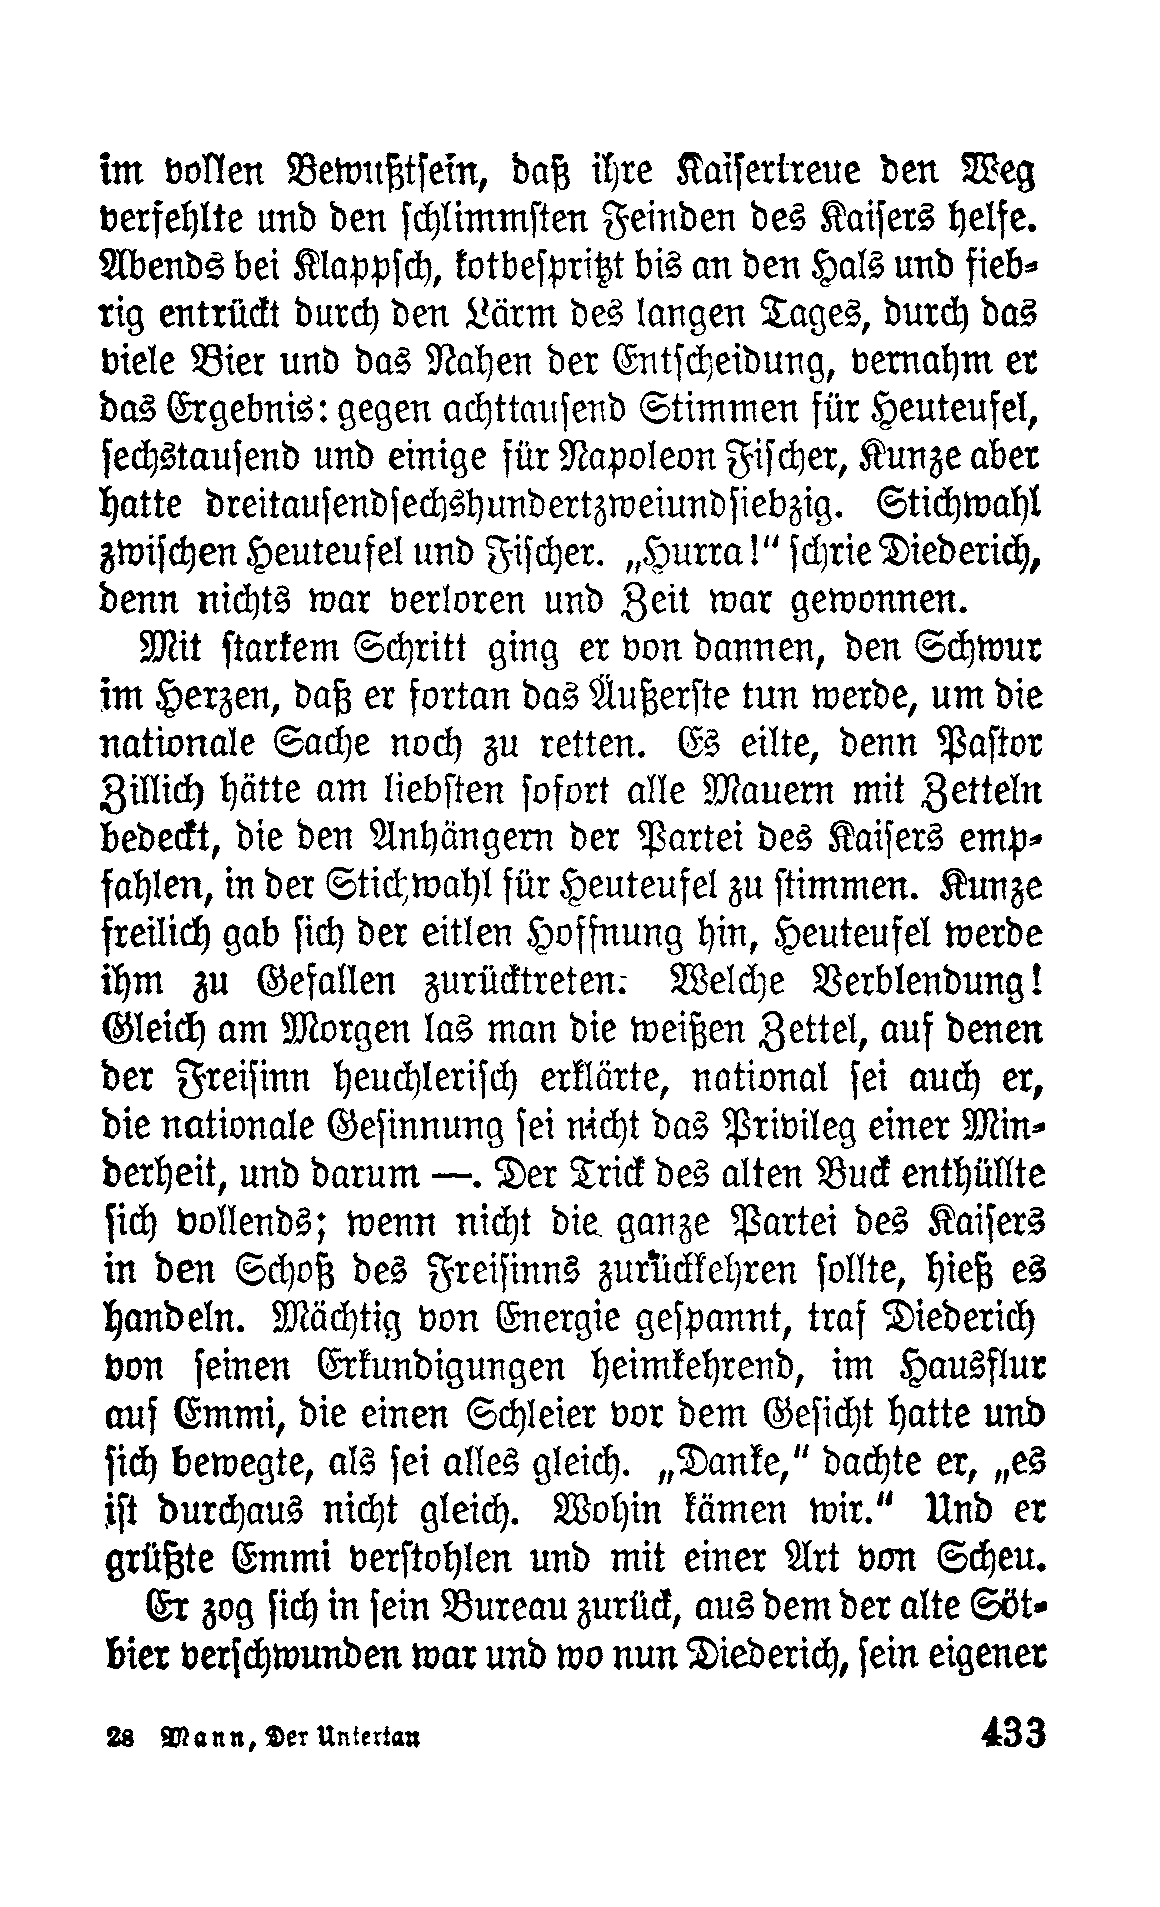 im vollen Bewußtsein, daß ihre Kaisertreue den Weg
verfehlte und den schlimmsten Feinden des Kaisers helfe.
Abends bei Klappsch, kotbespritzt bis an den Hals und fieb-
rig entrückt durch den Lärm des langen Tages, durch das
viele Bier und das Nahen der Entscheidung, vernahm er
das Ergebnis: gegen achttausend Stimmen für Heuteufel,
sechstausend und einige für Napoleon Fischer, Kunze aber
hatte dreitausendsechshundertzweiundsiebzig. Stichwahl
zwischen Heuteufel und Fischer. „Hurra!“ schrie Diederich,
denn nichts war verloren und Zeit war gewonnen.
Mit starkem Schritt ging er von dannen, den Schwur
im Herzen, daß er fortan das Äußerste tun werde, um die
nationale Sache noch zu retten. Es eilte, denn Pastor
Zillich hätte am liebsten sofort alle Mauern mit Zetteln
bedeckt, die den Anhängern der Partei des Kaisers emp-
fahlen, in der Stichwahl für Heuteufel zu stimmen. Kunze
freilich gab sich der eitlen Hoffnung hin, Heuteufel werde
ihm zu Gefallen zurücktreten. Welche Verblendung!
Gleich am Morgen las man die weißen Zettel, auf denen
der Freisinn heuchlerisch erklärte, national sei auch er,
die nationale Gesinnung sei nicht das Privileg einer Min-
derheit, und darum —. Der Trick des alten Buck enthüllte
sich vollends; wenn nicht die ganze Partei des Kaisers
in den Schoß des Freisinns zurückkehren sollte, hieß es
handeln. Mächtig von Energie gespannt, traf Diederich
von seinen Erkundigungen heimkehrend, im Hausflur
auf Emmi, die einen Schleier vor dem Gesicht hatte und
sich bewegte, als sei alles gleich. „Danke,“ dachte er, „es
ist durchaus nicht gleich. Wohin kämen wir.“ Und er
grüßte Emmi verstohlen und mit einer Art von Scheu.
Er zog sich in sein Bureau zurück, aus dem der alte Söt-
bier verschwunden war und wo nun Diederich, sein eigener
28 Mann, Der Untertan 433